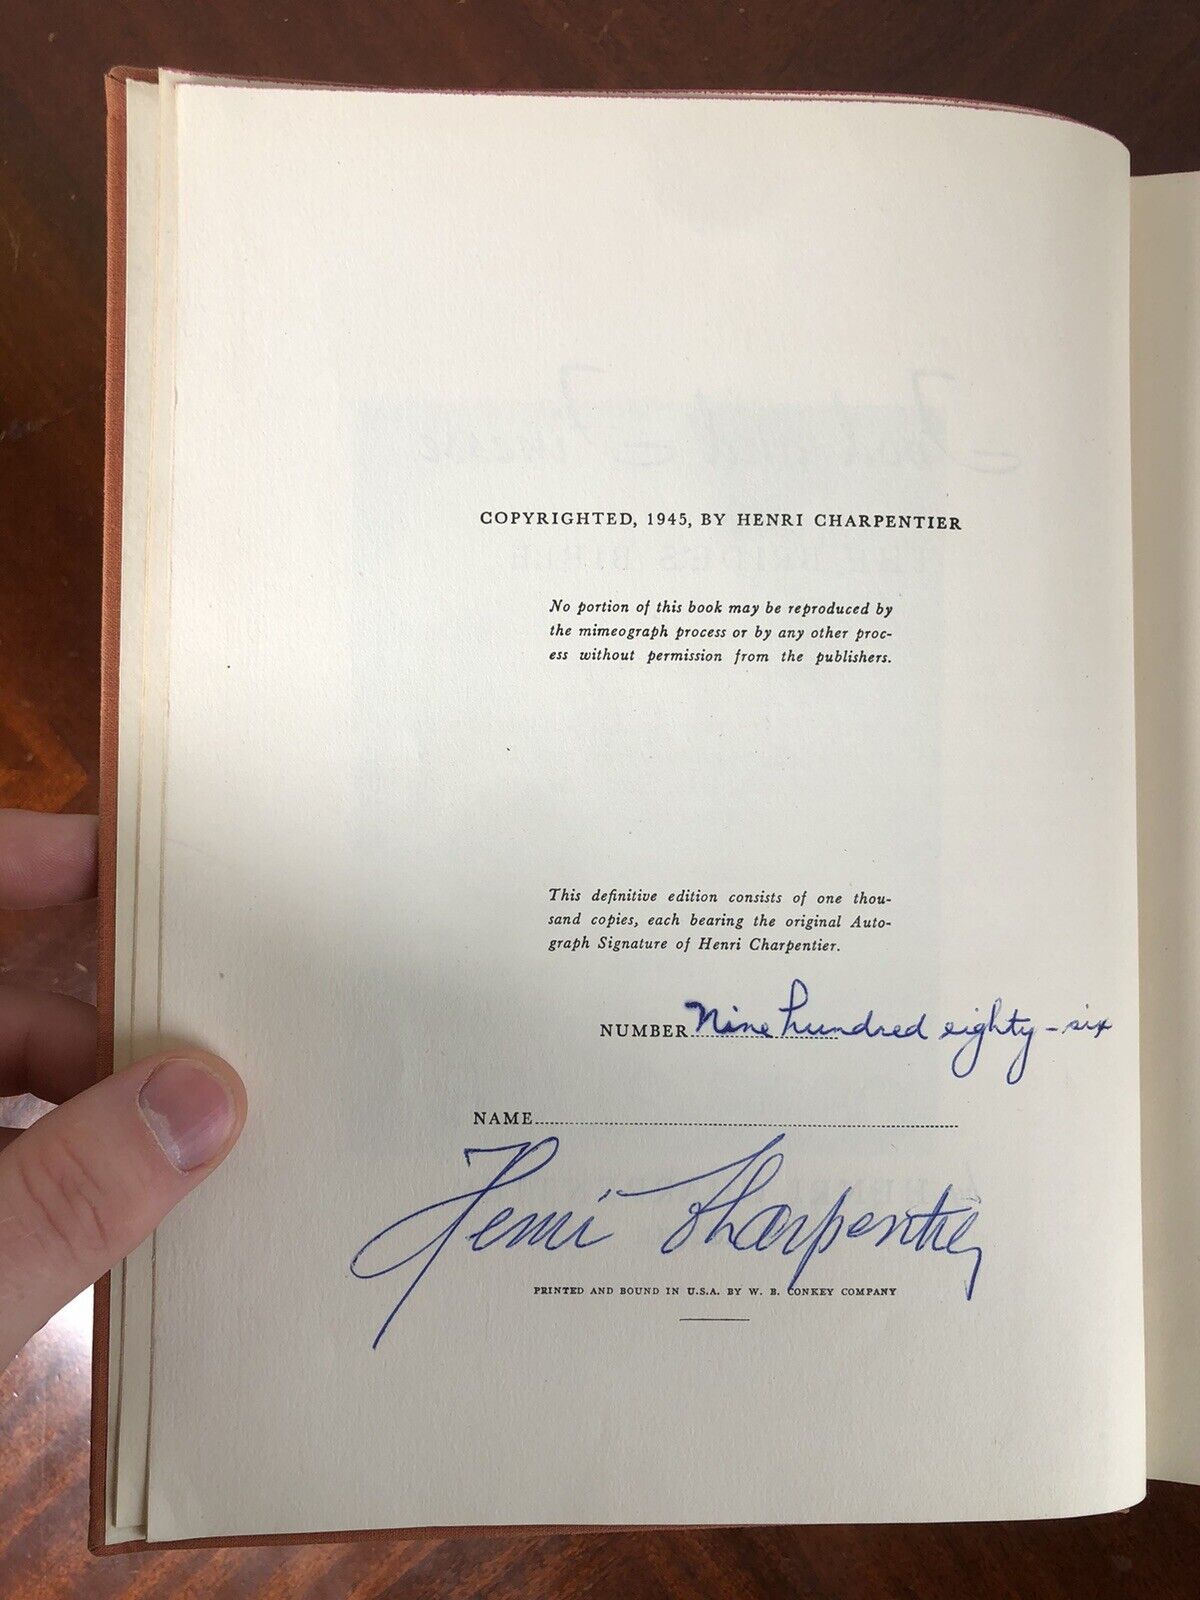 COPYRIGHTED, 1945, BY HENRI CHARPENTIER
No portion of this book may be reproduced by
the mimeograph process or by any other proc-
ess without permission from the publishers.
This definitive edition consists of one thou-
sand copies, each bearing the original Auto-
graph Signature of Henri Charpentier.
NUMBER nine hundred eighty-six
NAME
Henri Charpentier
PRINTED AND BOUND IN U.S.A. BY W. B. CONKEY COMPANY